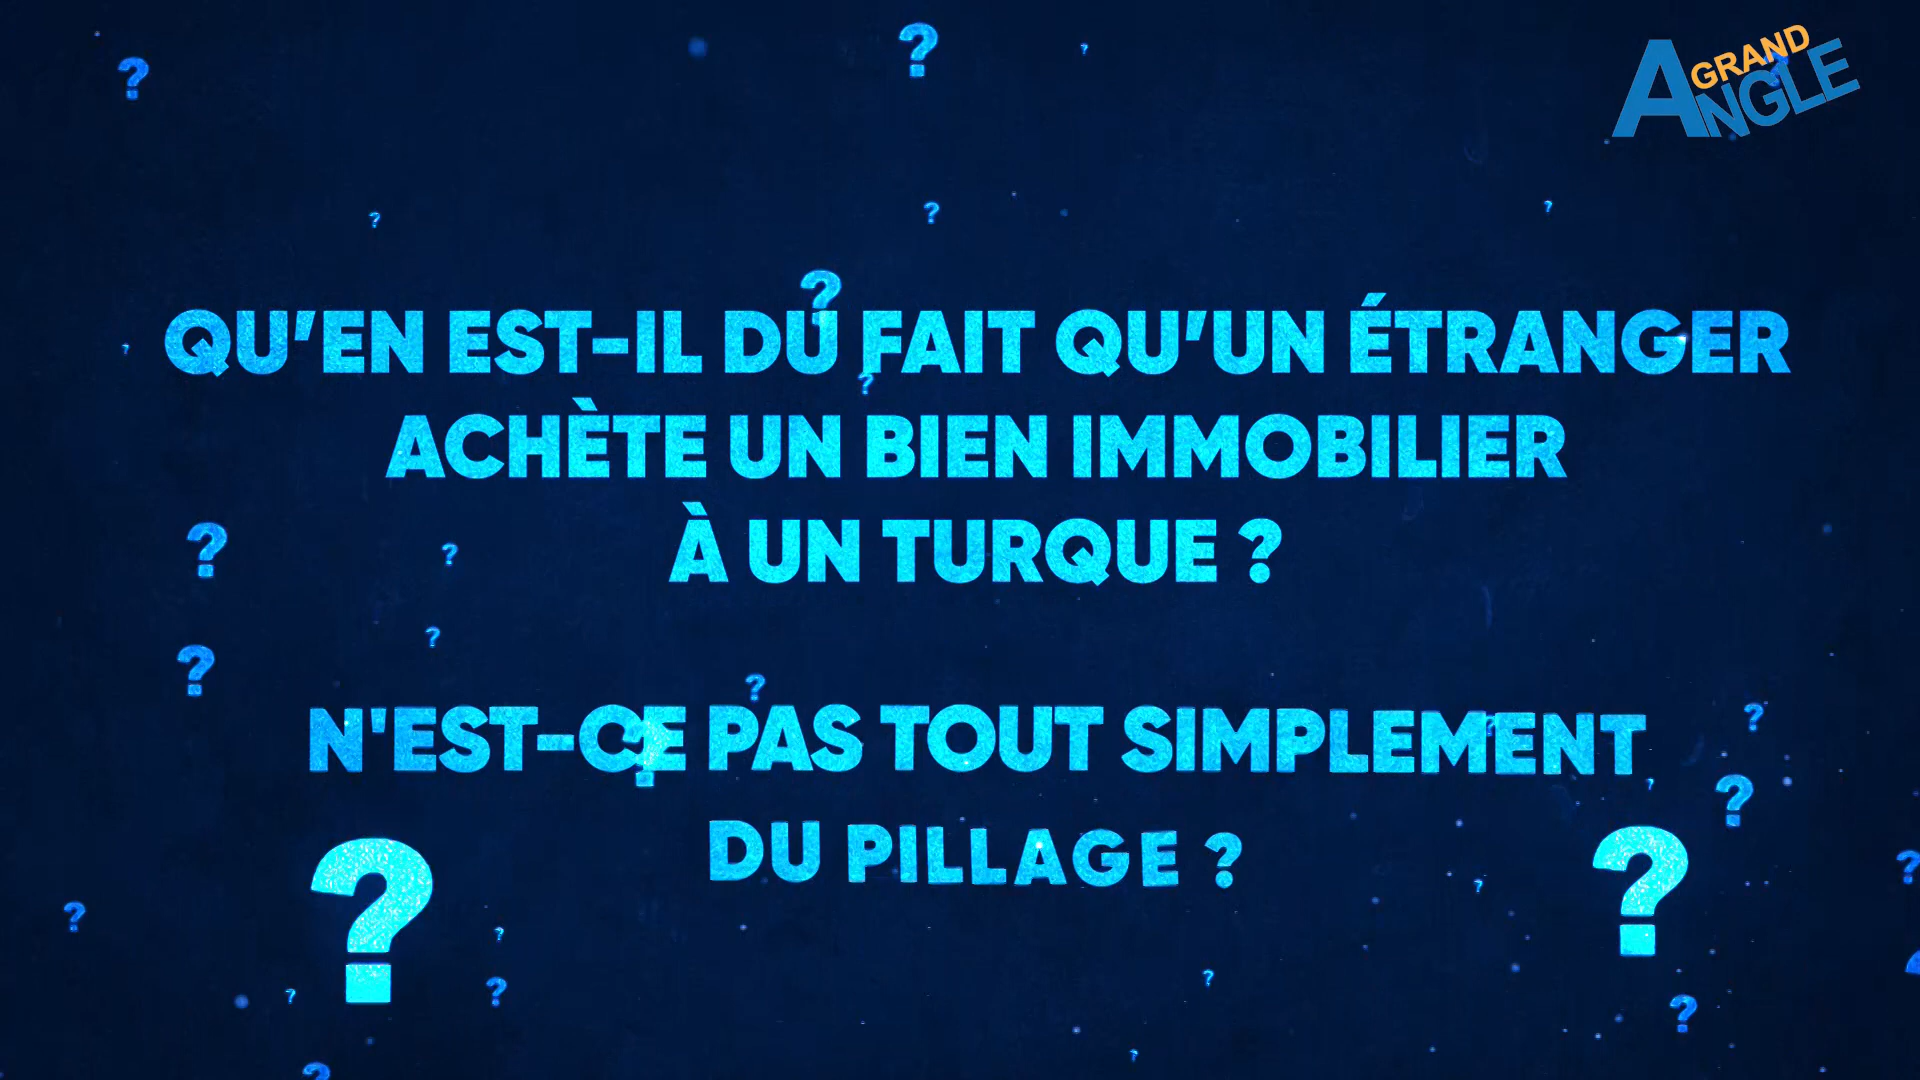 GRAND
ANGLE
QU’EN EST-IL DU FAIT QU’UN ÉTRANGER
ACHÈTE UN BIEN IMMOBILIER
À UN TURQUE ?
N'EST-CE PAS TOUT SIMPLEMENT
DU PILLAGE ?